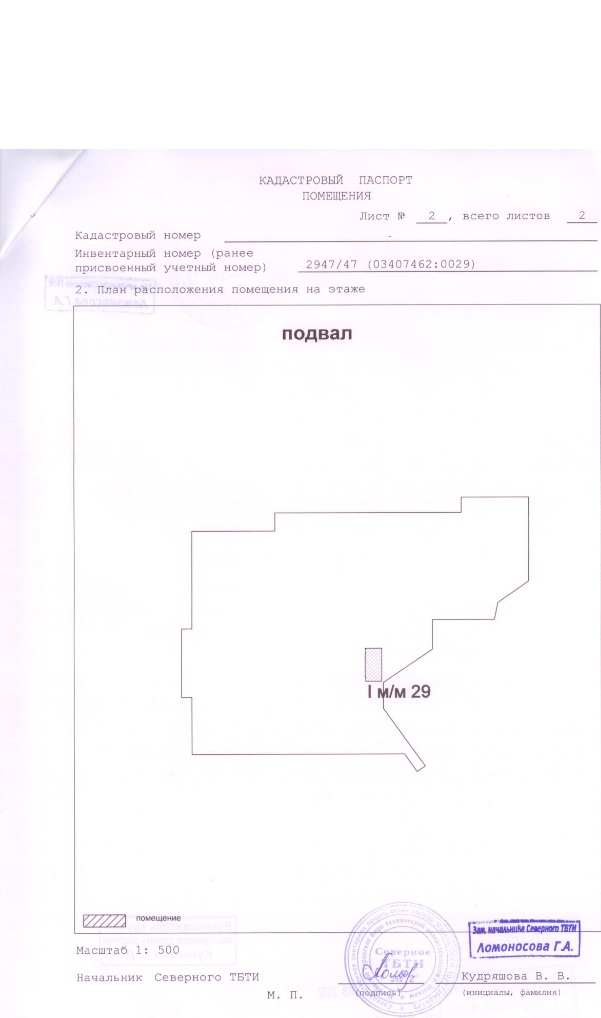 КАДАСТРОВЫЙ ПАСПОРТ
ПОМЕЩЕНИЯ
Лист № 2 , всего листов 2
Кадастровый номер -
Инвентарный номер (ранее
присвоенный учетный номер) 2947/47 (03407462:0029)
2. План расположения помещения на этаже
подвал
I м/м 29
помещение
Масштаб 1: 500
Зам. начальника Северного ТБТИ
Ломоносова Г.А.
Северное
ТБТИ
Начальник Северного ТБТИ
Кудряшова В. В.
М. П.
(подпись)
(инициалы, фамилия)